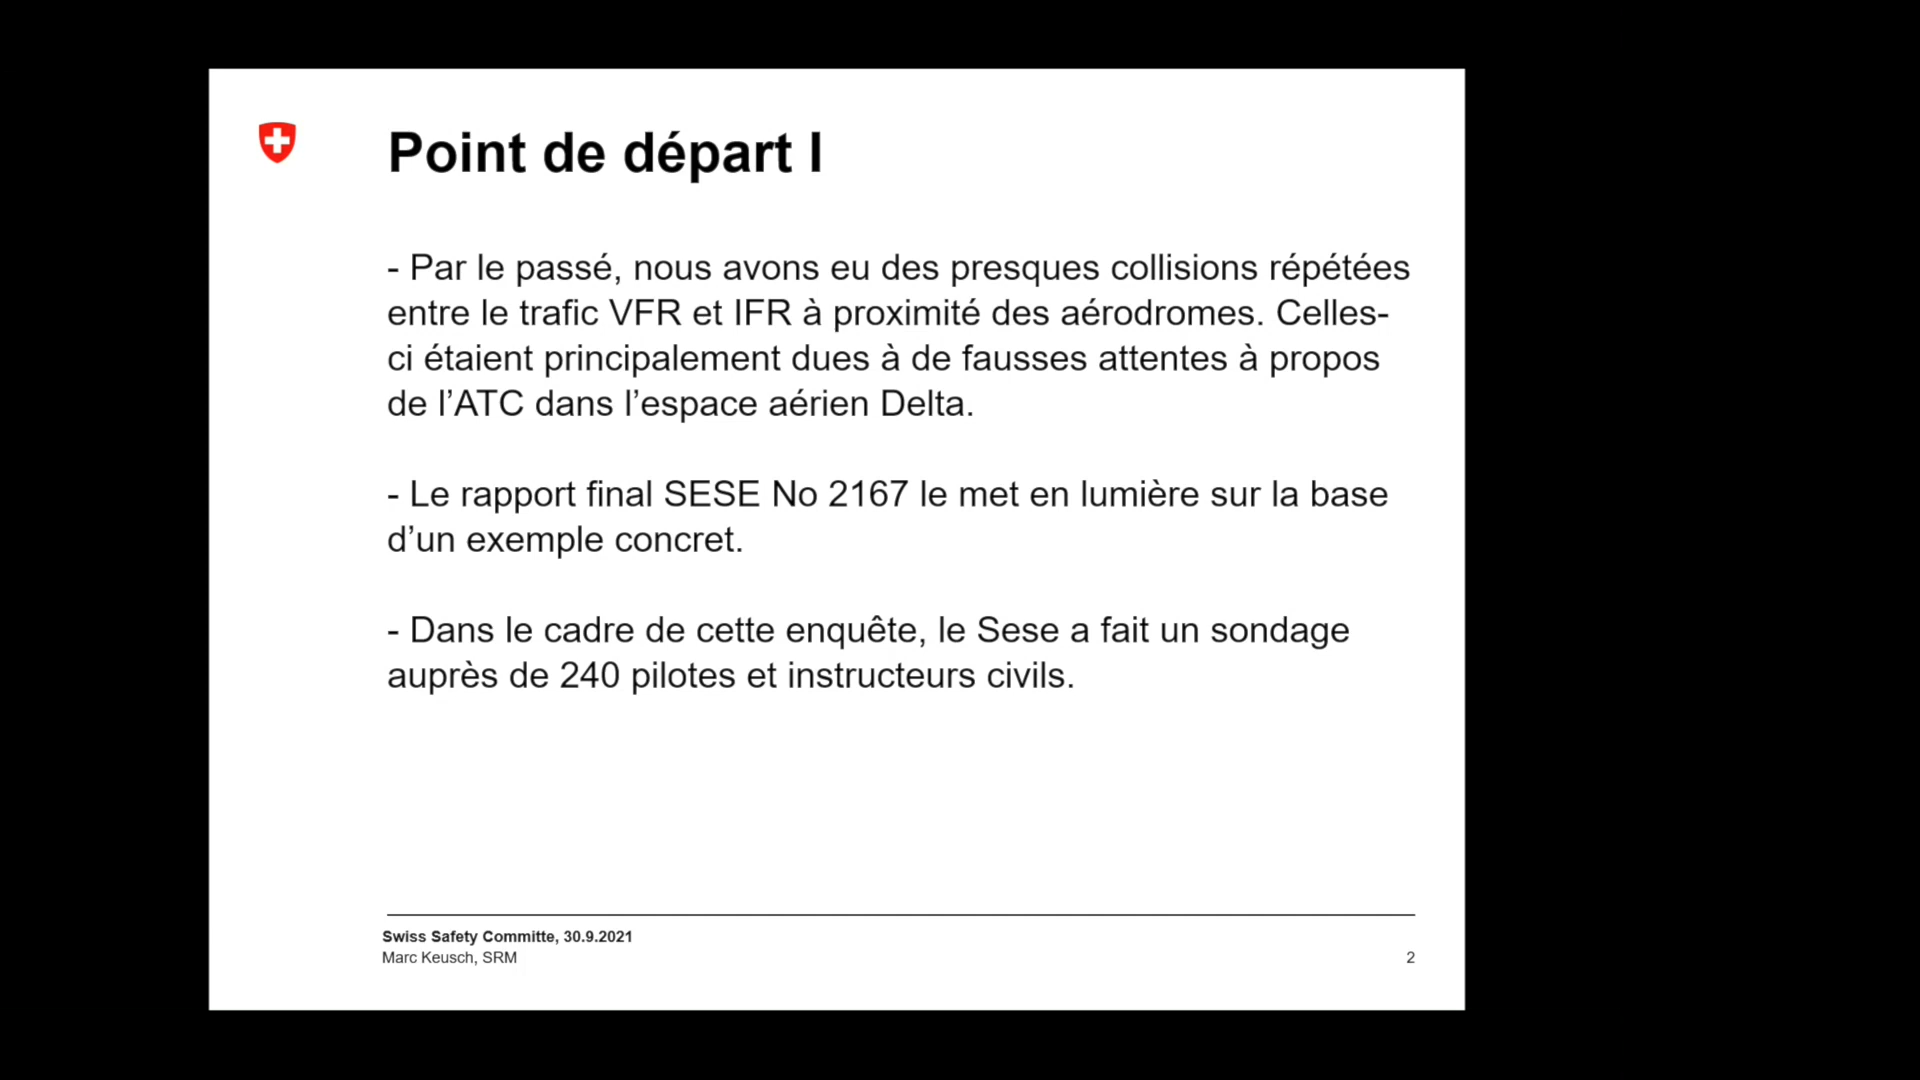 Point de départ I
- Par le passé, nous avons eu des presques collisions répétées
entre le trafic VFR et IFR à proximité des aérodromes. Celles-
ci étaient principalement dues à de fausses attentes à propos
de l’ATC dans l’espace aérien Delta.
- Le rapport final SESE No 2167 le met en lumière sur la base
d’un exemple concret.
- Dans le cadre de cette enquête, le Sese a fait un sondage
auprès de 240 pilotes et instructeurs civils.
Swiss Safety Committe, 30.9.2021
Marc Keusch, SRM
2